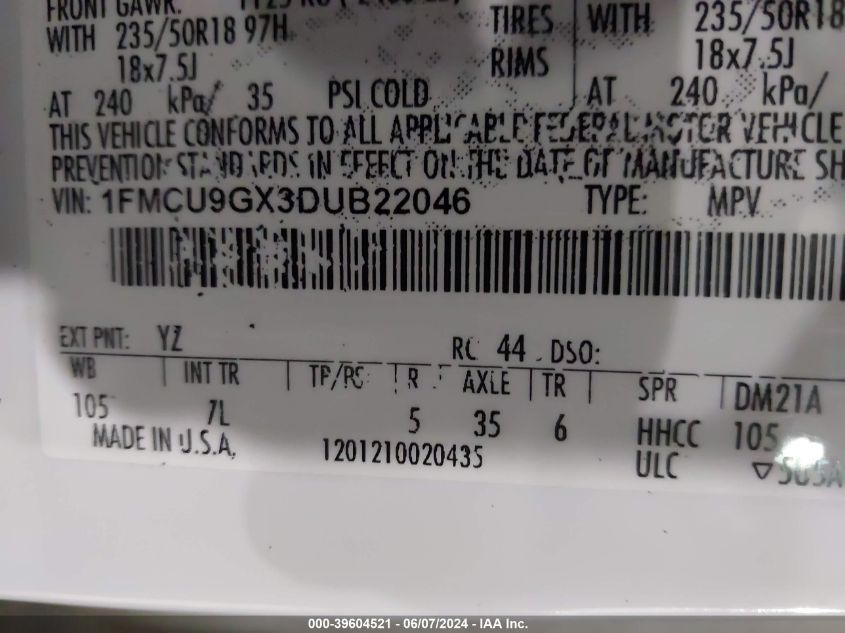 FRONT GAWR:
TIRES WITH 235/50R18
WITH 235/50R18 97H
18x7.5J RIMS 18x7.5J
AT 240 kPa/ 35 PSI COLD AT 240 kPa/
THIS VEHICLE CONFORMS TO ALL APPLICABLE FEDERAL MOTOR VEHICLE
PREVENTION STANDARDS IN EFFECT ON THE DATE OF MANUFACTURE SH
VIN: 1FMCU9GX3DUB22046 TYPE: MPV
EXT PNT: YZ RC 44 DSO:
WB | INT TR | TP/PS | R | AXLE | TR | SPR | DM21A
105 7L 5 35 6 HHCC 105
MADE IN U.S.A. 1201210020435 ULC ▽505A
000-39604521 - 06/07/2024 - IAA Inc.